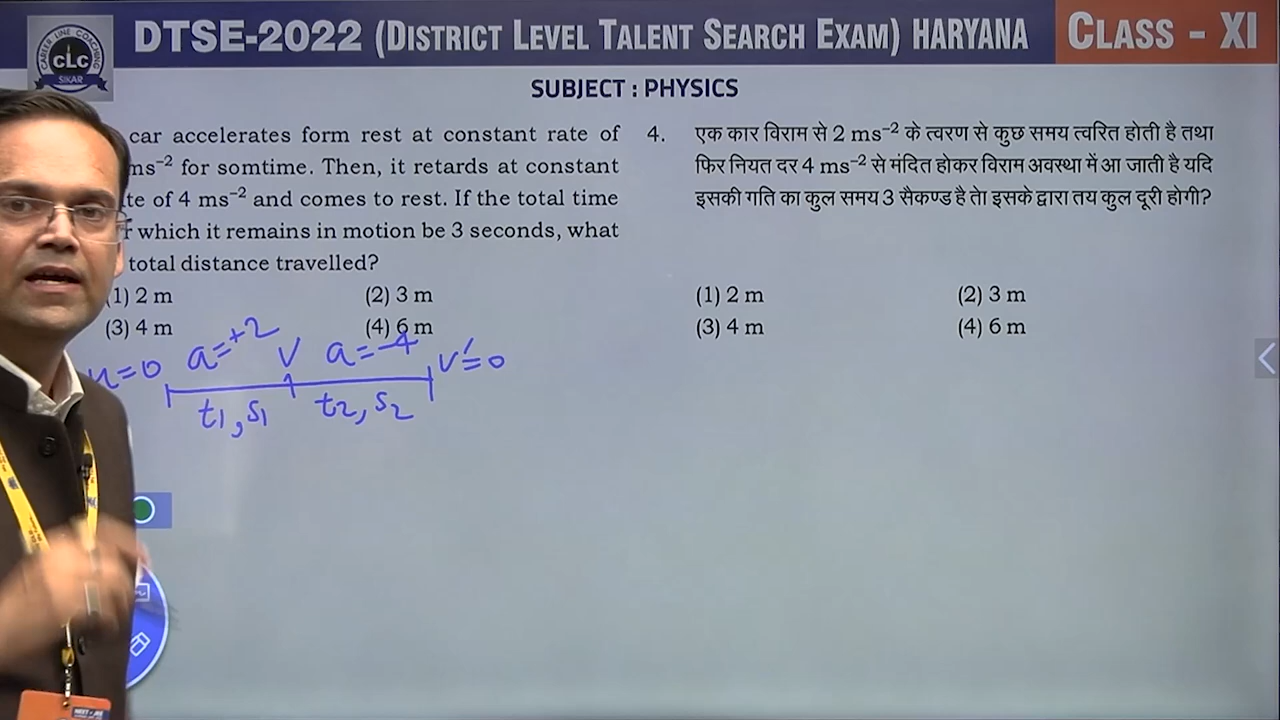 DTSE-2022 (DISTRICT LEVEL TALENT SEARCH EXAM) HARYANA
CLASS - XI
CAREER LINE COACHING
CLC
SIKAR
SUBJECT : PHYSICS
car accelerates form rest at constant rate of
ms⁻² for somtime. Then, it retards at constant
of 4 ms⁻² and comes to rest. If the total time
which it remains in motion be 3 seconds, what
total distance travelled?
(1) 2 m (2) 3 m
(3) 4 m (4) 6 m
4. एक कार विराम से 2 ms⁻² के त्वरण से कुछ समय त्वरित होती है तथा
फिर नियत दर 4 ms⁻² से मंदित होकर विराम अवस्था में आ जाती है यदि
इसकी गति का कुल समय 3 सैकण्ड है तेा इसके द्वारा तय कुल दूरी होगी?
(1) 2 m (2) 3 m
(3) 4 m (4) 6 m
u=0 a=+2 v a=-4 v'=0
t1, s1 t2, s2